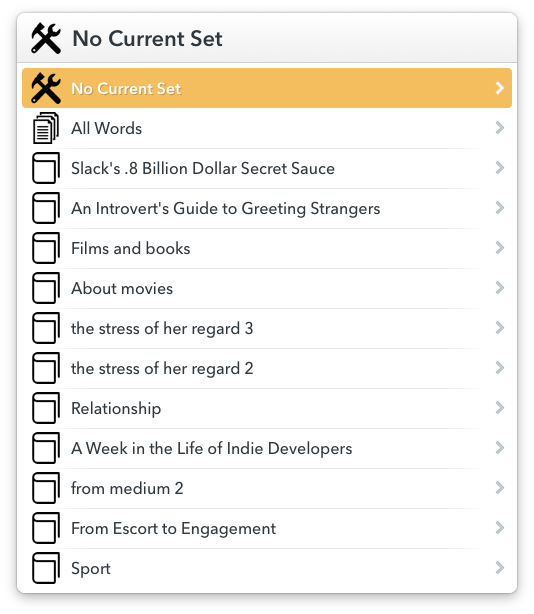 No Current Set
No Current Set
All Words
Slack's .8 Billion Dollar Secret Sauce
An Introvert's Guide to Greeting Strangers
Films and books
About movies
the stress of her regard 3
the stress of her regard 2
Relationship
A Week in the Life of Indie Developers
from medium 2
From Escort to Engagement
Sport